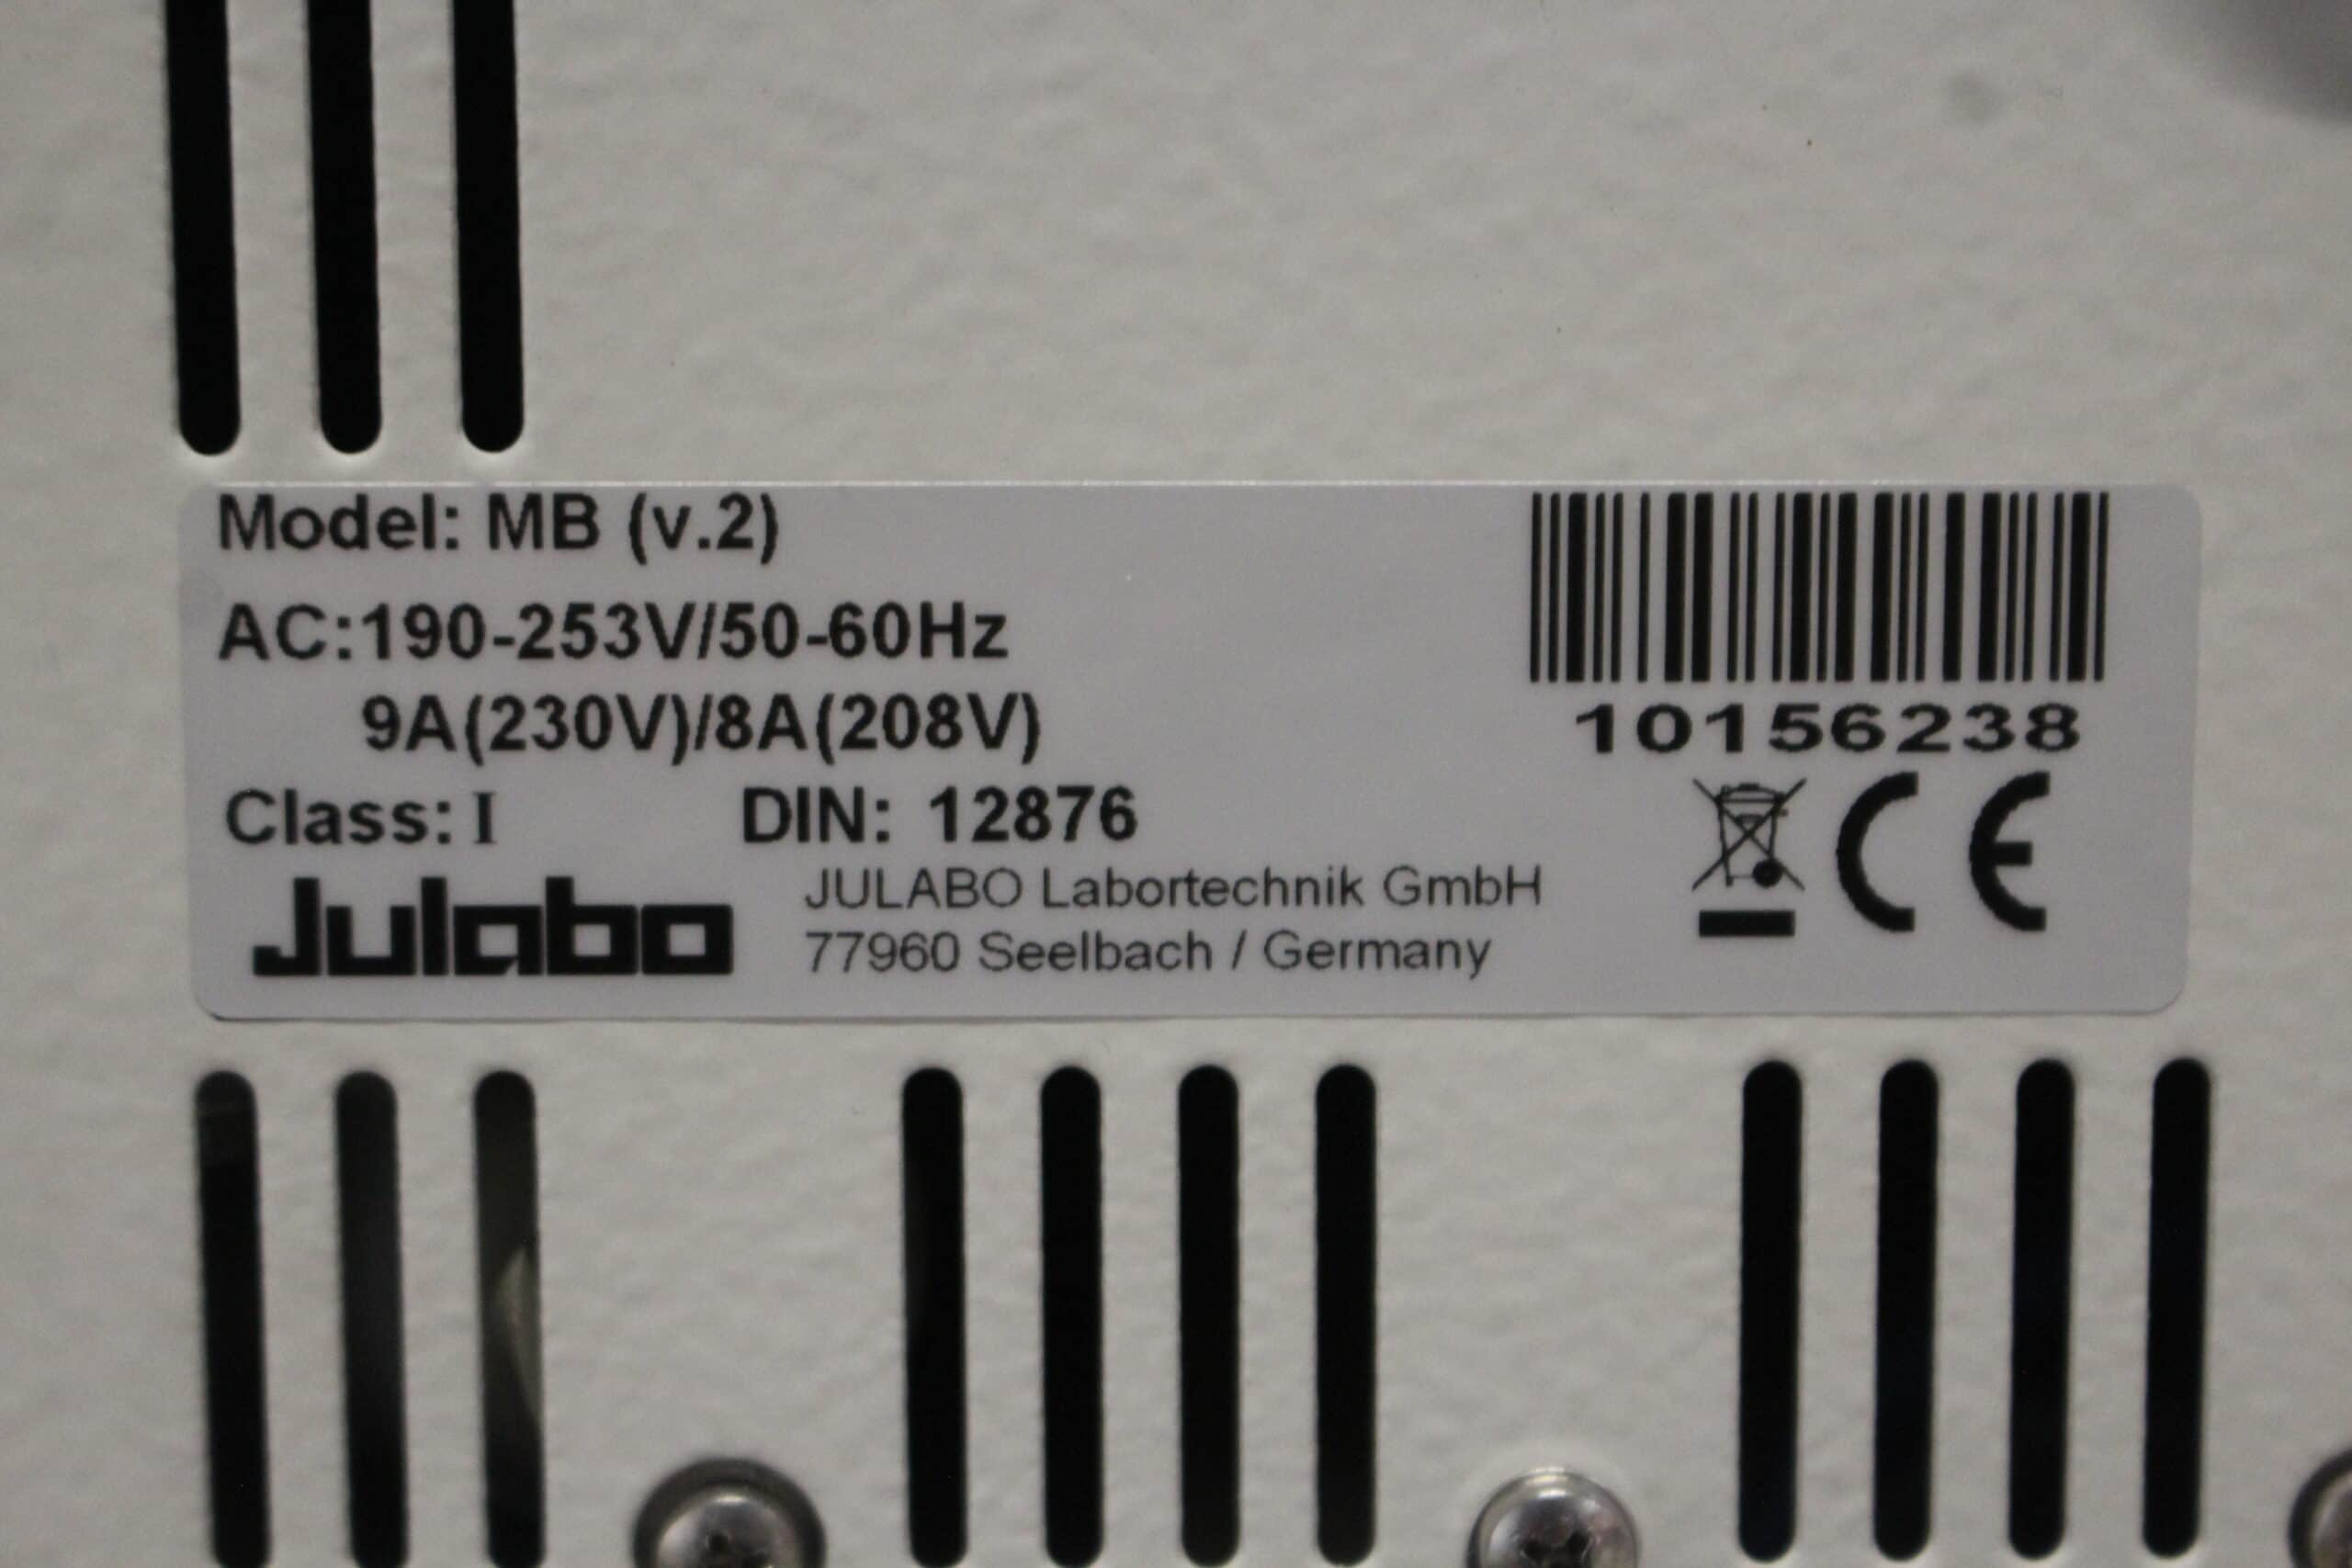 Model: MB (v.2)
AC:190-253V/50-60Hz
9A(230V)/8A(208V)
Class: I DIN: 12876
Julabo
JULABO Labortechnik GmbH
77960 Seelbach / Germany
10156238
CE